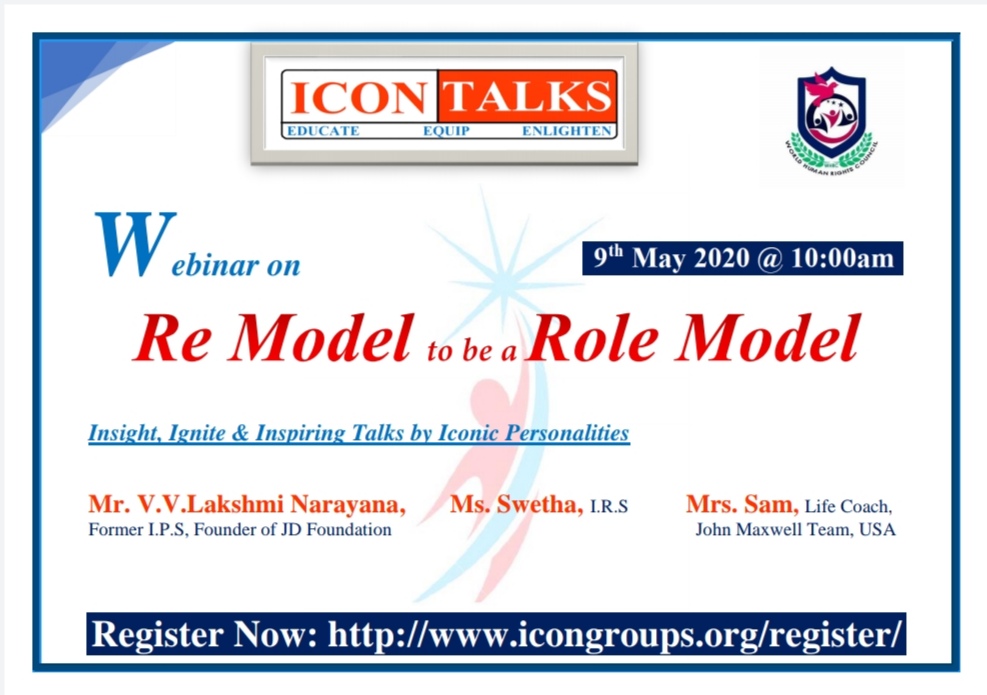 ICON TALKS
EDUCATE EQUIP ENLIGHTEN
WORLD HUMAN RIGHTS COUNCIL
Webinar on
9th May 2020 @ 10:00am
Re Model to be a Role Model
Insight, Ignite & Inspiring Talks by Iconic Personalities
Mr. V.V.Lakshmi Narayana,
Former I.P.S, Founder of JD Foundation
Ms. Swetha, I.R.S
Mrs. Sam, Life Coach,
John Maxwell Team, USA
Register Now: http://www.icongroups.org/register/